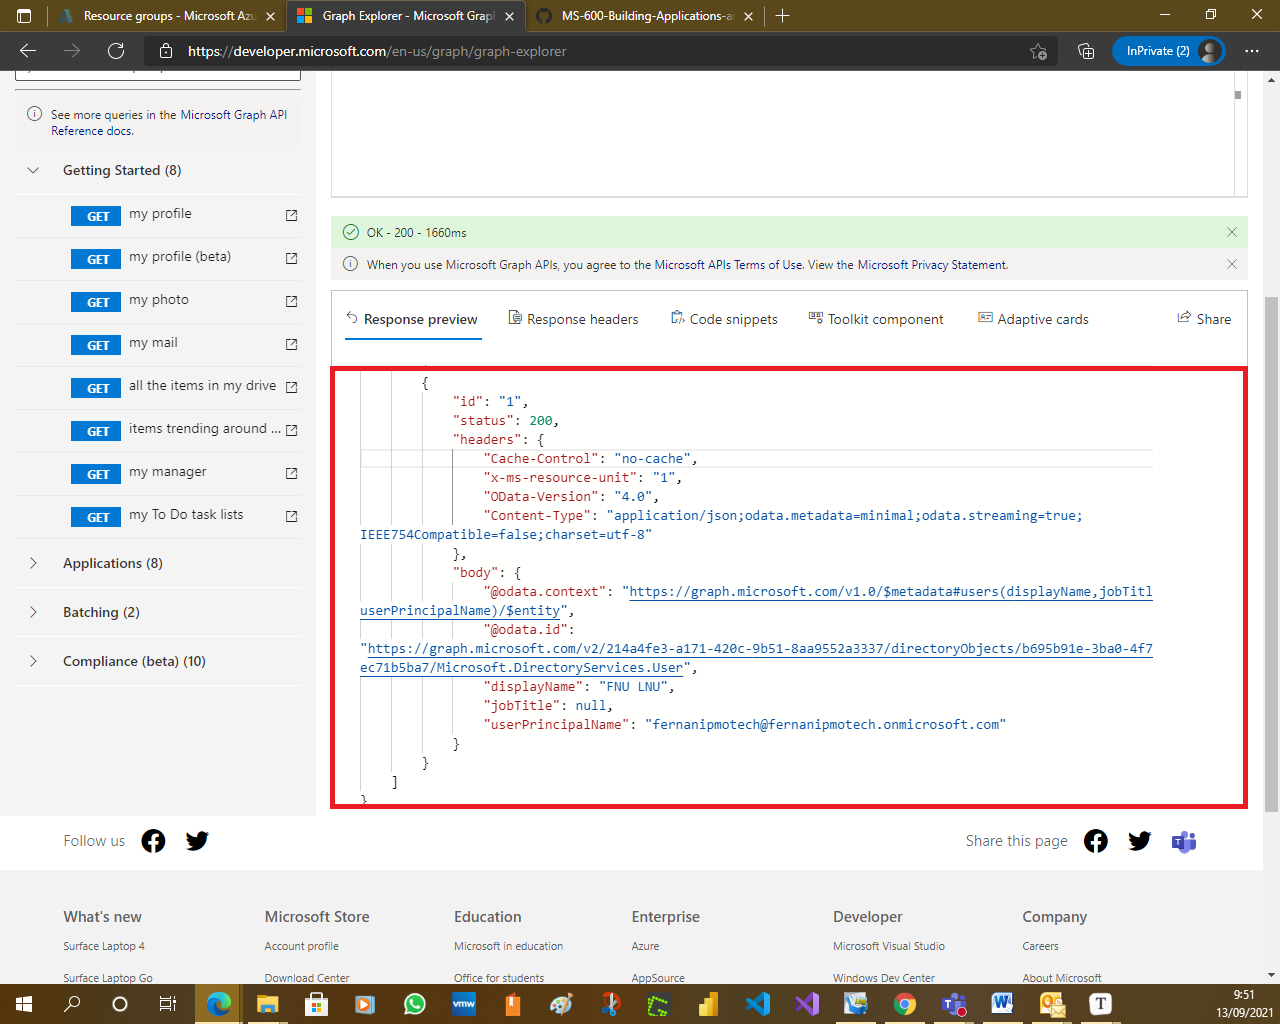 Resource groups - Microsoft Azu
Graph Explorer - Microsoft Grap
MS-600-Building-Applications-a
https://developer.microsoft.com/en-us/graph/graph-explorer
InPrivate (2)
See more queries in the Microsoft Graph API
Reference docs.
Getting Started (8)
GET my profile
GET my profile (beta)
GET my photo
GET my mail
GET all the items in my drive
GET items trending around ...
GET my manager
GET my To Do task lists
Applications (8)
Batching (2)
Compliance (beta) (10)
OK - 200 - 1660ms
When you use Microsoft Graph APIs, you agree to the Microsoft APIs Terms of Use. View the Microsoft Privacy Statement.
Response preview Response headers Code snippets Toolkit component Adaptive cards Share
{
"id": "1",
"status": 200,
"headers": {
"Cache-Control": "no-cache",
"x-ms-resource-unit": "1",
"OData-Version": "4.0",
"Content-Type": "application/json;odata.metadata=minimal;odata.streaming=true;
IEEE754Compatible=false;charset=utf-8"
},
"body": {
"@odata.context": "https://graph.microsoft.com/v1.0/$metadata#users(displayName,jobTitl
userPrincipalName)/$entity",
"@odata.id":
"https://graph.microsoft.com/v2/214a4fe3-a171-420c-9b51-8aa9552a3337/directoryObjects/b695b91e-3ba0-4f7
ec71b5ba7/Microsoft.DirectoryServices.User",
"displayName": "FNU LNU",
"jobTitle": null,
"userPrincipalName": "fernanipmotech@fernanipmotech.onmicrosoft.com"
}
}
]
}
Follow us
Share this page
What's new Microsoft Store Education Enterprise Developer Company
Surface Laptop 4 Account profile Microsoft in education Azure Microsoft Visual Studio Careers
Surface Laptop Go Download Center Office for students AppSource Windows Dev Center About Microsoft
vmw
T
9:51
13/09/2021